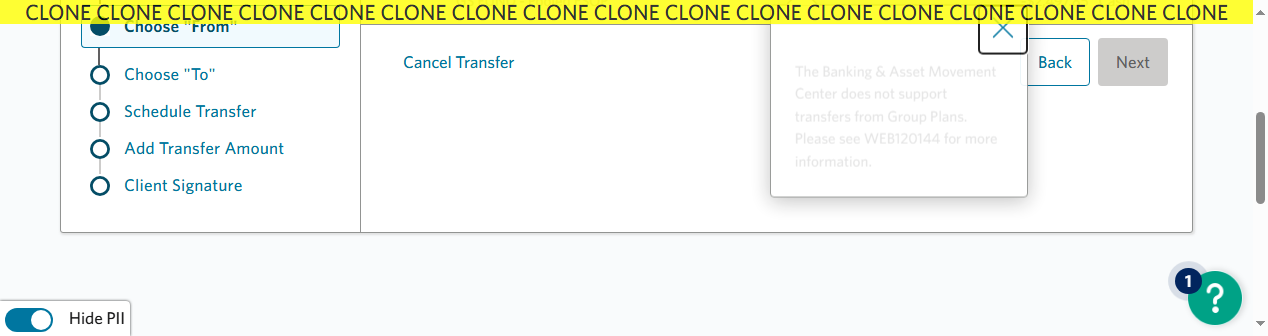 CLONE CLONE CLONE CLONE CLONE CLONE CLONE CLONE CLONE CLONE CLONE CLONE CLONE CLONE CLONE CLONE CLONE
Choose "From"
Choose "To"
Schedule Transfer
Add Transfer Amount
Client Signature
Cancel Transfer
The Banking & Asset Movement
Center does not support
transfers from Group Plans.
Please see WEB120144 for more
information.
Back
Next
1
?
Hide PII